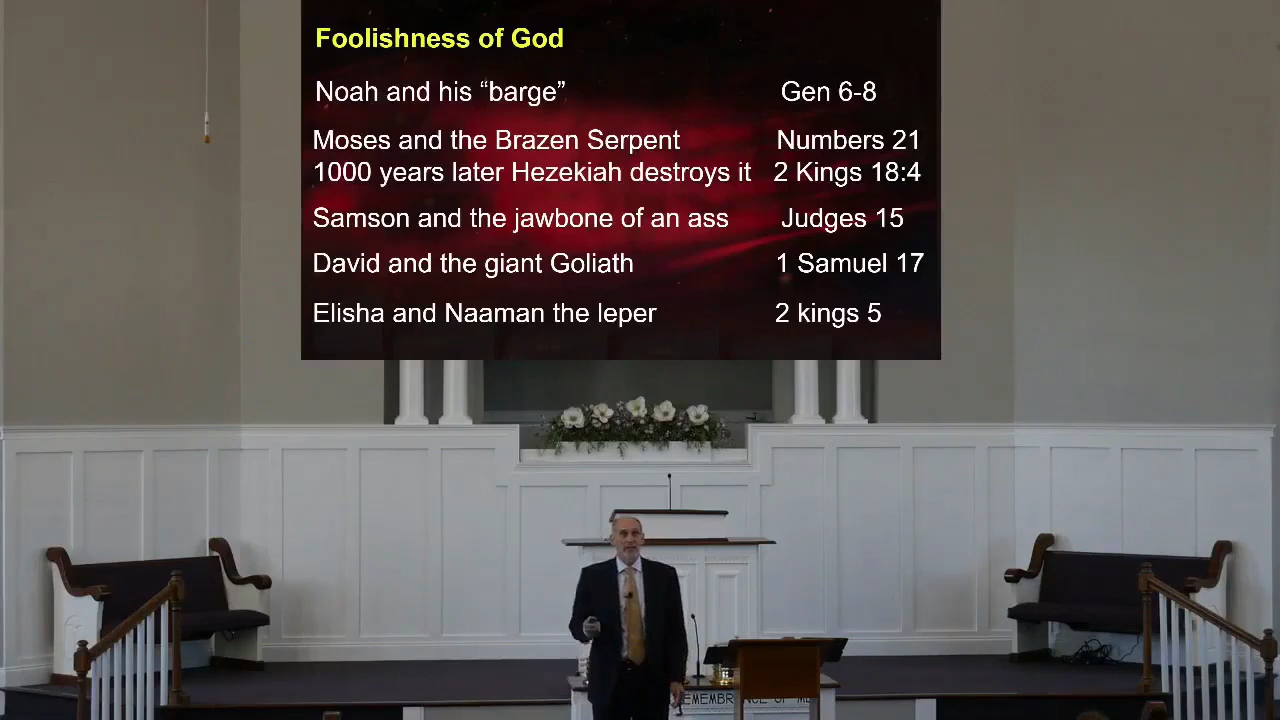 Foolishness of God
Noah and his “barge” Gen 6-8
Moses and the Brazen Serpent Numbers 21
1000 years later Hezekiah destroys it 2 Kings 18:4
Samson and the jawbone of an ass Judges 15
David and the giant Goliath 1 Samuel 17
Elisha and Naaman the leper 2 kings 5